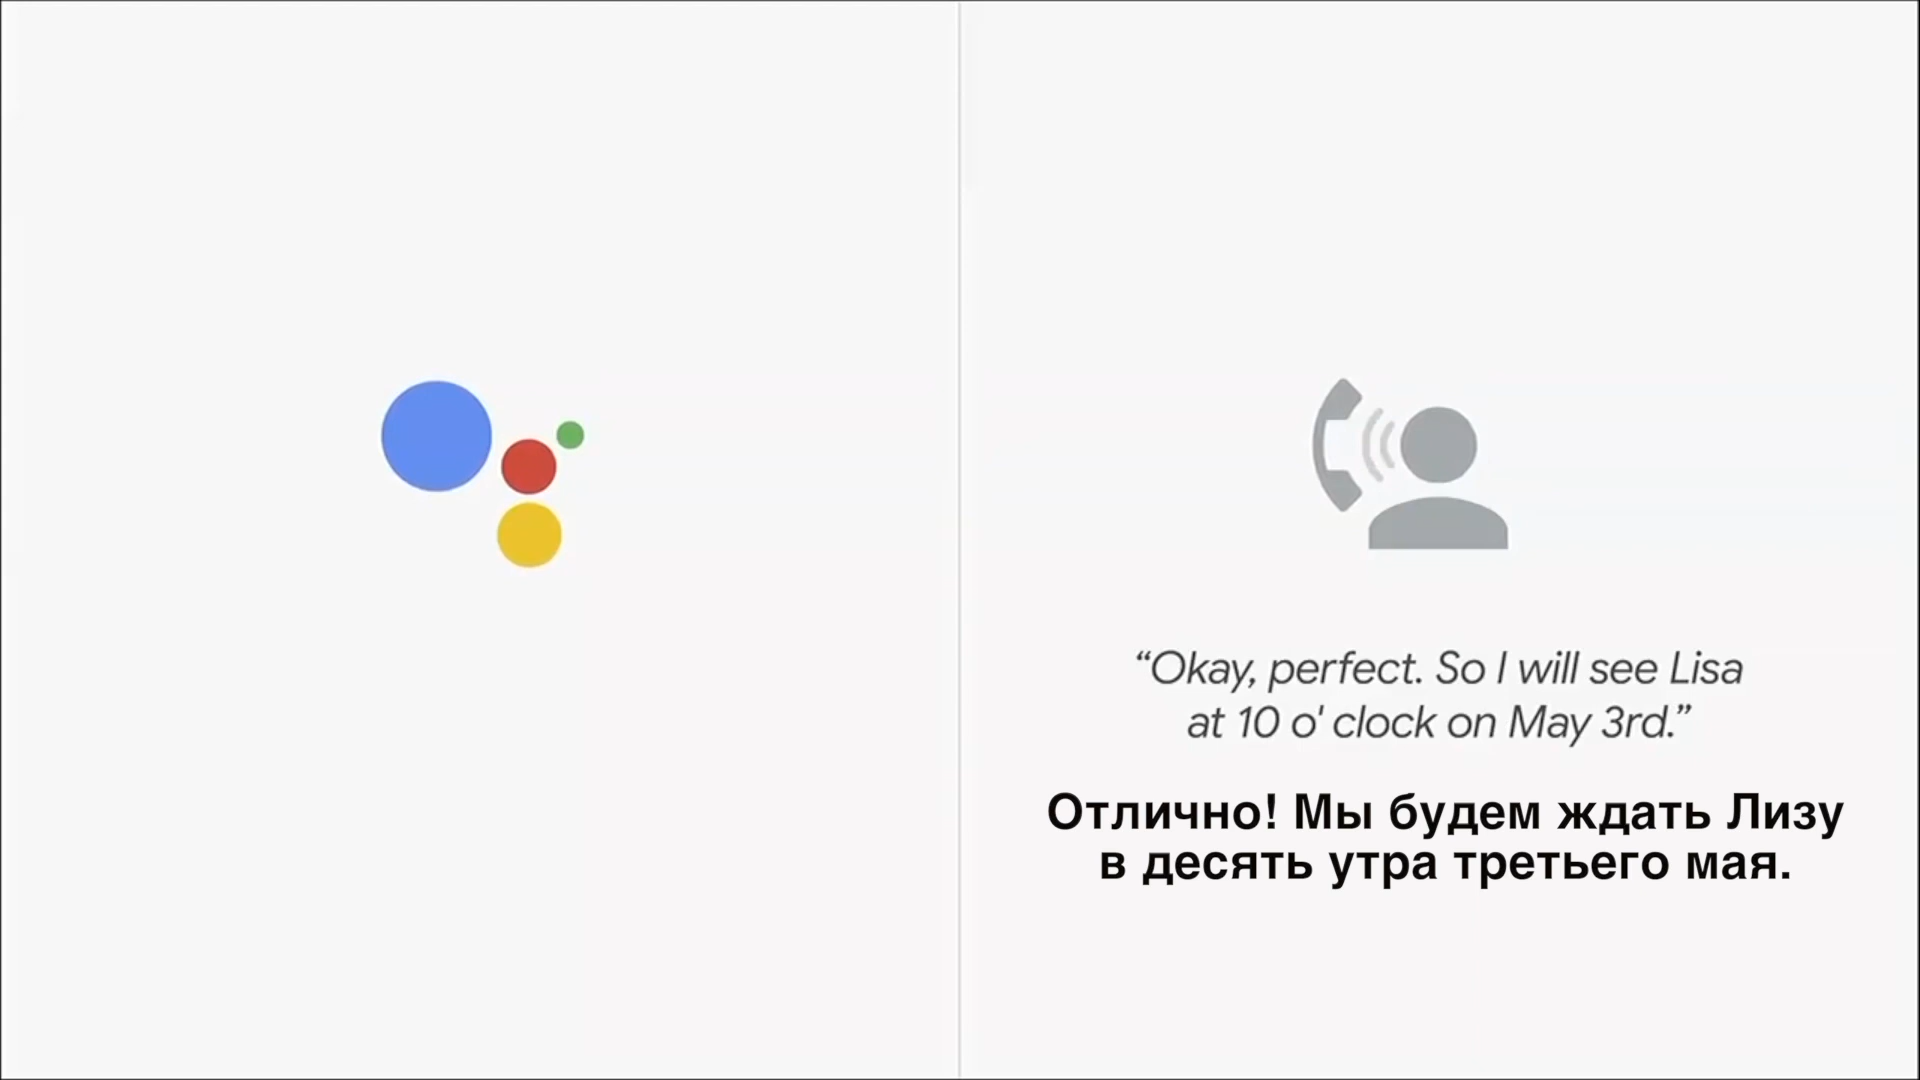 “Okay, perfect. So I will see Lisa
at 10 o' clock on May 3rd.”
Отлично! Мы будем ждать Лизу
в десять утра третьего мая.